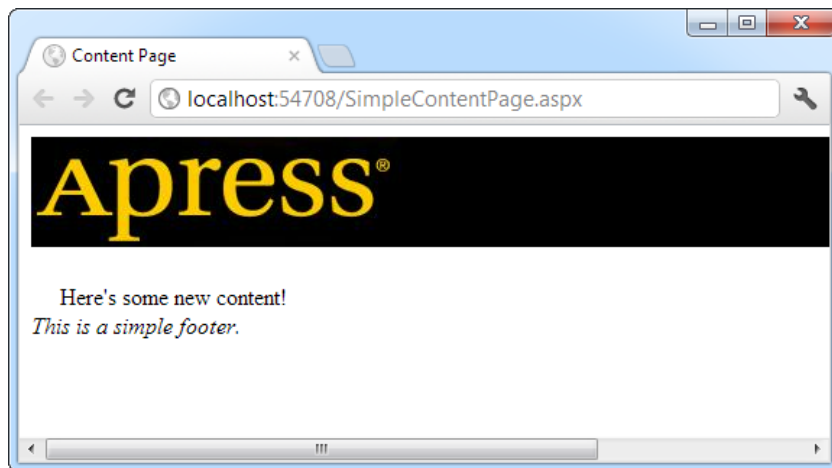 Content Page
localhost:54708/SimpleContentPage.aspx
Apress®
Here's some new content!
This is a simple footer.